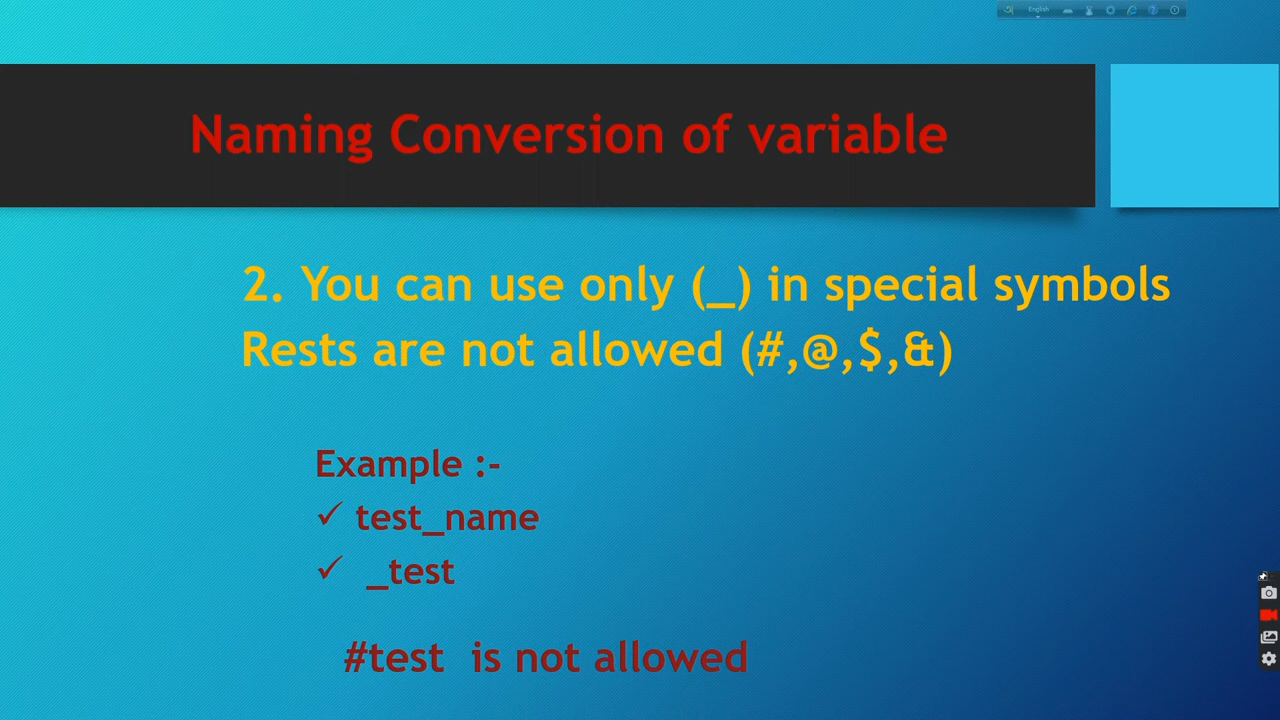 English
Naming Conversion of variable
2. You can use only (_) in special symbols
Rests are not allowed (#,@,$,&)
Example :-
✓ test_name
✓ _test
#test is not allowed